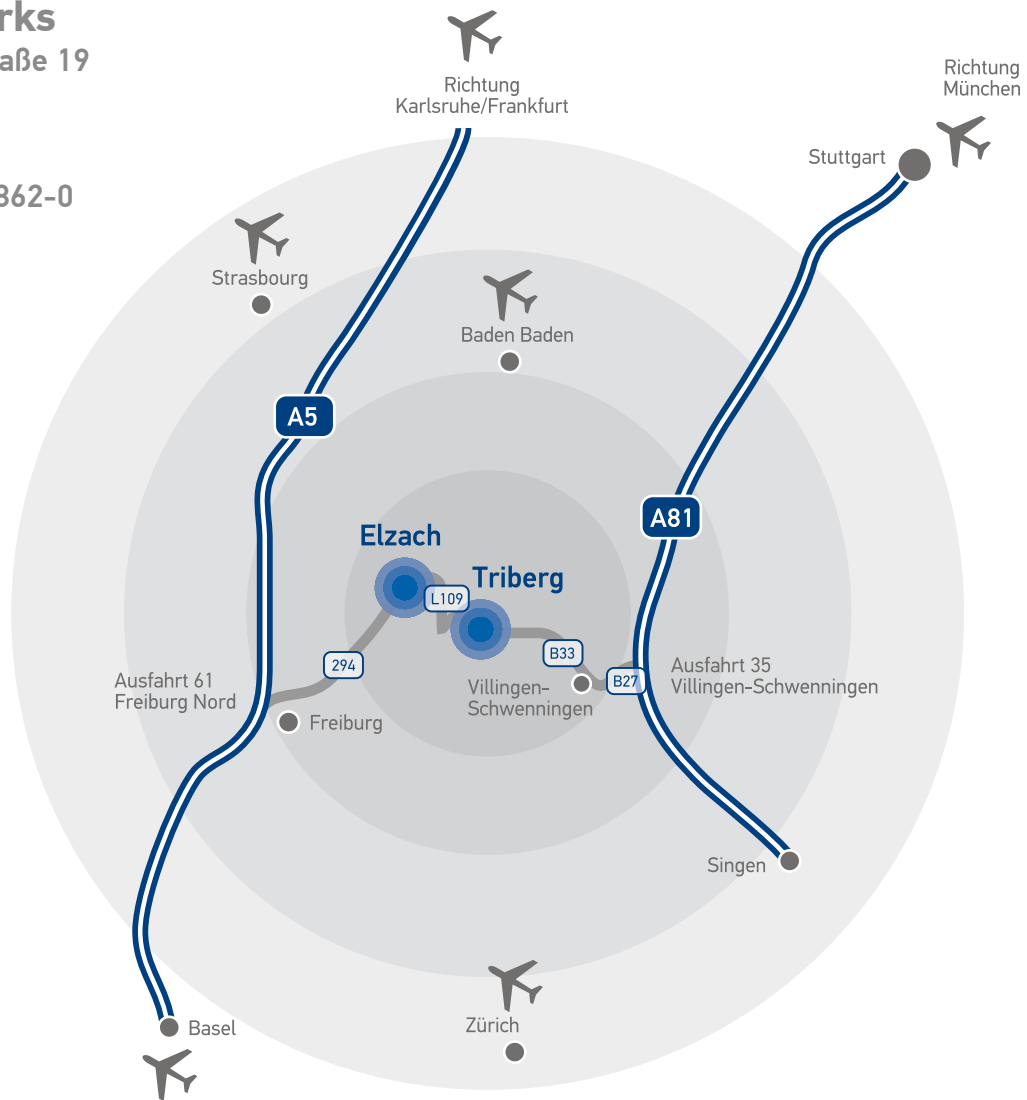 rks
aße 19
862-0
Richtung
Karlsruhe/Frankfurt
Richtung
München
Stuttgart
Strasbourg
Baden Baden
A5
A81
Elzach
Triberg
L109
B33
294
B27
Ausfahrt 61
Freiburg Nord
Villingen-
Schwenningen
Ausfahrt 35
Villingen-Schwenningen
Freiburg
Singen
Zürich
Basel